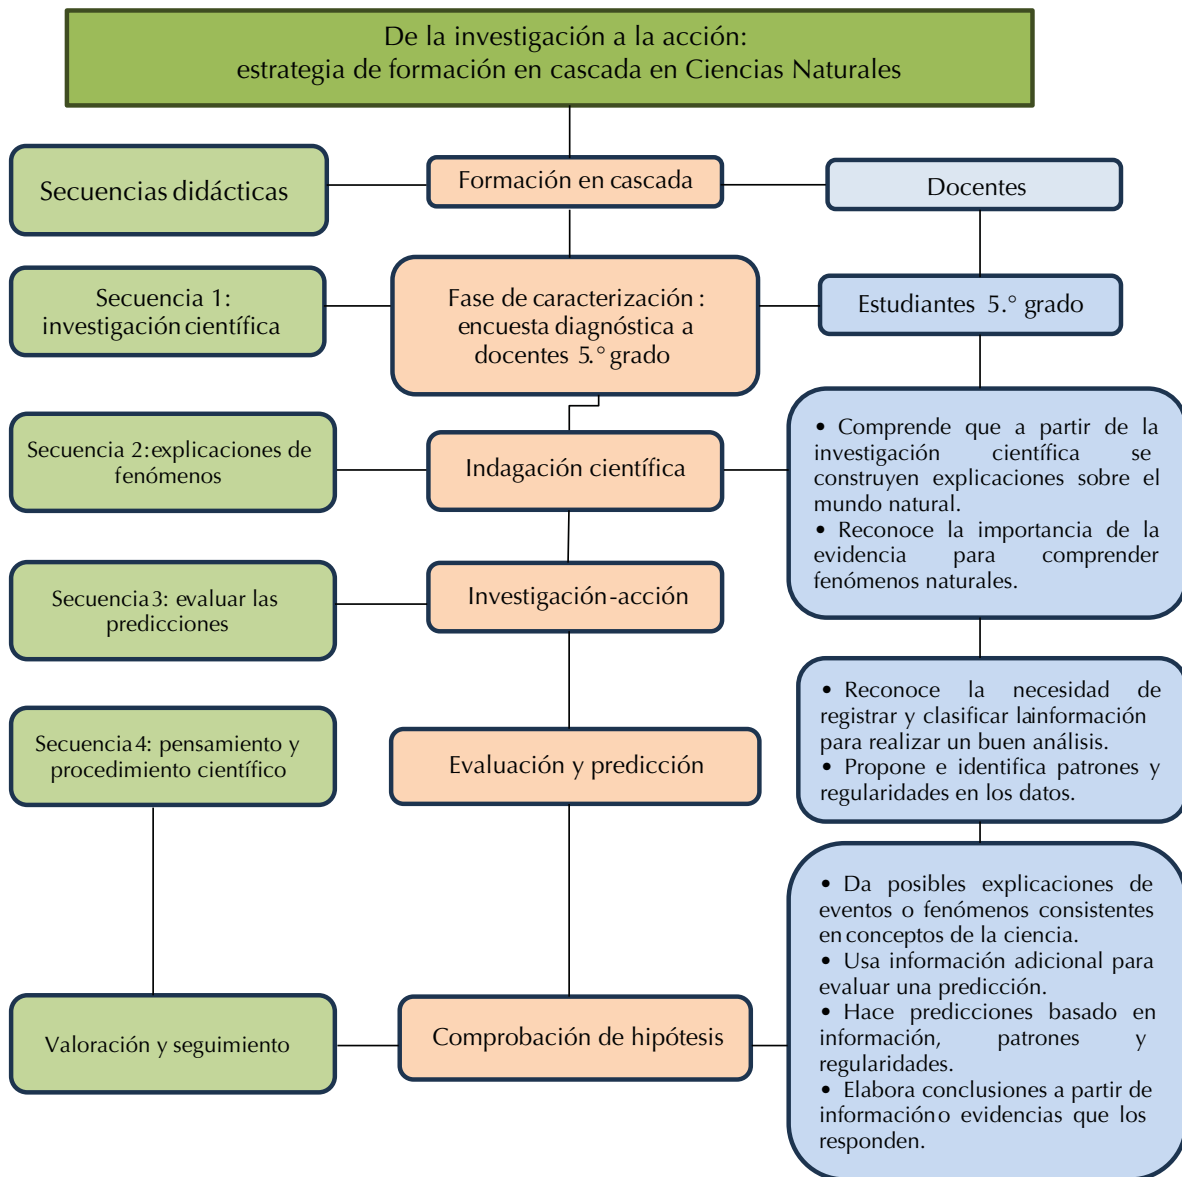 De la investigación a la acción:
estrategia de formación en cascada en Ciencias Naturales
Secuencias didácticas
Formación en cascada
Docentes
Secuencia 1:
investigación científica
Fase de caracterización :
encuesta diagnóstica a
docentes 5.° grado
Estudiantes 5.° grado
Secuencia 2:explicaciones de
fenómenos
Indagación científica
• Comprende que a partir de la
investigación científica se
construyen explicaciones sobre el
mundo natural.
• Reconoce la importancia de la
evidencia para comprender
fenómenos naturales.
Secuencia 3: evaluar las
predicciones
Investigación-acción
• Reconoce la necesidad de
registrar y clasificar lainformación
para realizar un buen análisis.
• Propone e identifica patrones y
regularidades en los datos.
Secuencia 4: pensamiento y
procedimiento científico
Evaluación y predicción
• Da posibles explicaciones de
eventos o fenómenos consistentes
en conceptos de la ciencia.
• Usa información adicional para
evaluar una predicción.
• Hace predicciones basado en
información, patrones y
regularidades.
• Elabora conclusiones a partir de
información o evidencias que los
responden.
Valoración y seguimiento
Comprobación de hipótesis